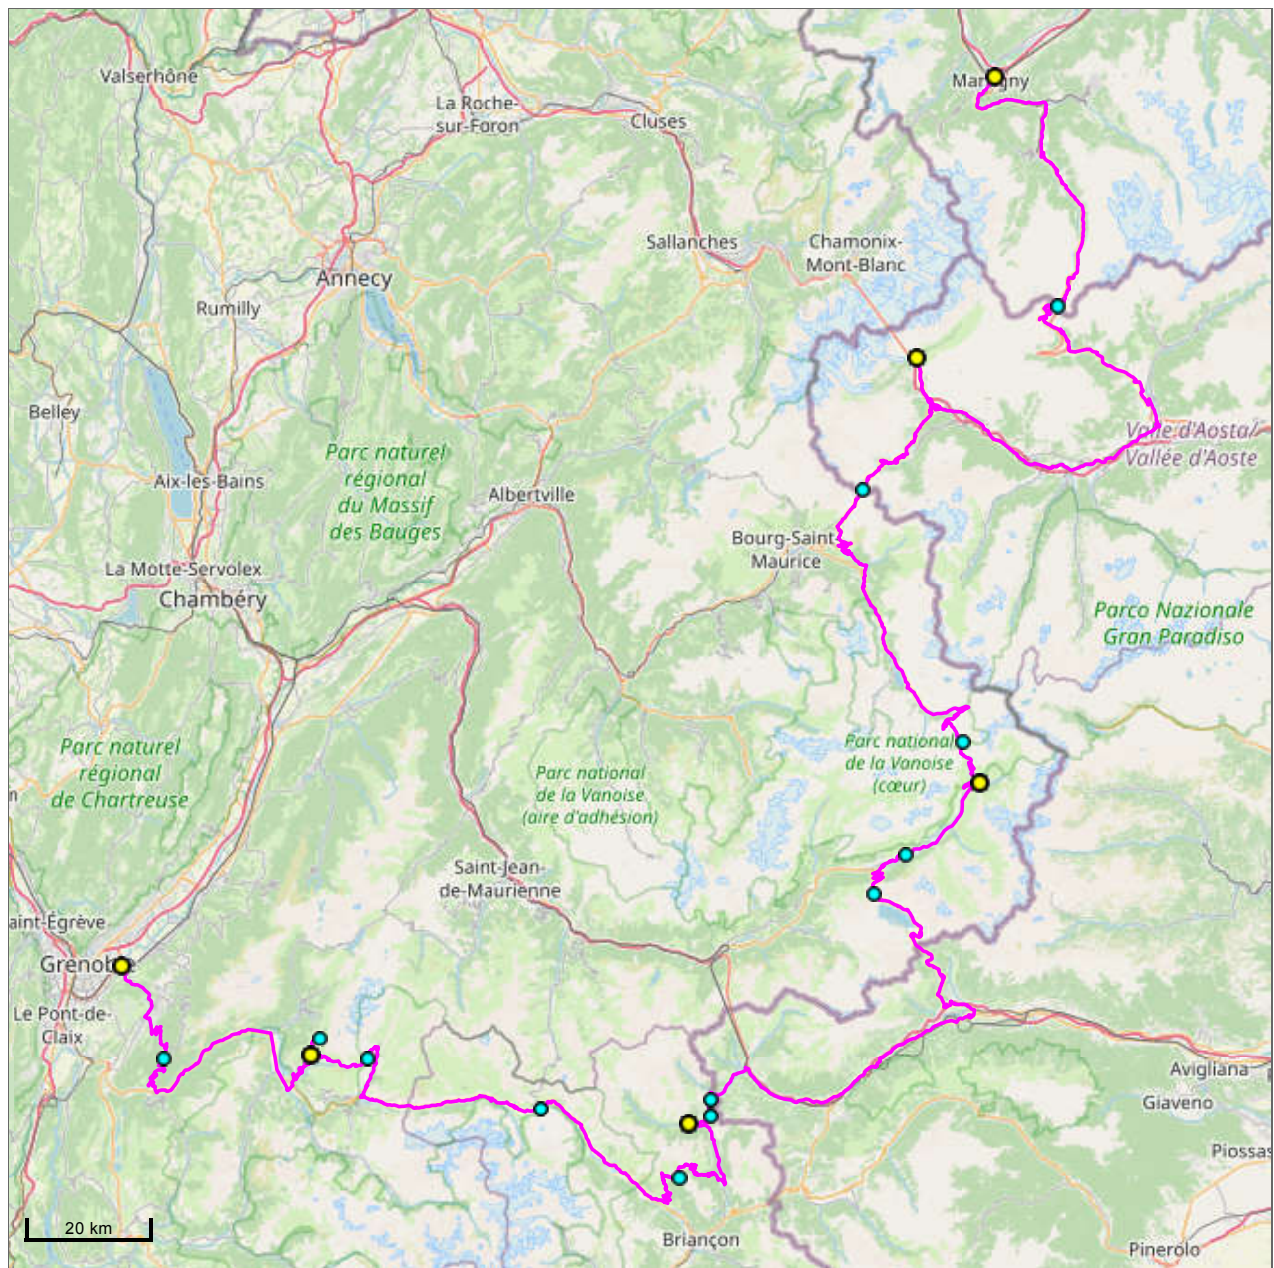 Valserhône
La Roche-
sur-Foron
Cluses
Martigny
Sallanches
Chamonix-
Mont-Blanc
Annecy
Rumilly
Belley
Parc naturel
régional
du Massif
des Bauges
Aix-les-Bains
Albertville
Valle d'Aosta/
Vallée d'Aoste
Bourg-Saint-
Maurice
La Motte-Servolex
Chambéry
Parco Nazionale
Gran Paradiso
Parc naturel
régional
de Chartreuse
Parc national
de la Vanoise
(cœur)
Parc national
de la Vanoise
(aire d'adhésion)
n
Saint-Jean-
de-Maurienne
aint-Égrève
Grenoble
Le Pont-de-
Claix
Avigliana
Giaveno
Piossas
Briançon
Pinerolo
20 km